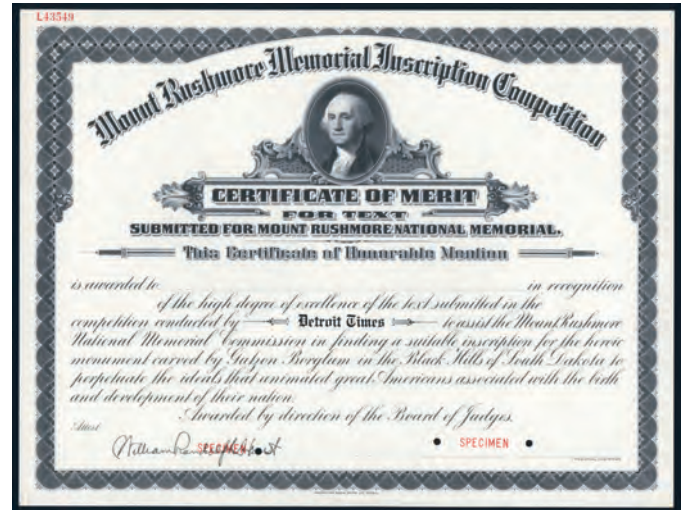 L43549
Mount Rushmore Memorial Inscription Competition
CERTIFICATE OF MERIT
FOR TEXT
SUBMITTED FOR MOUNT RUSHMORE NATIONAL MEMORIAL.
This Certificate of Honorable Mention
is awarded to in recognition
of the high degree of excellence of the text submitted in the
competition conducted by Detroit Times to assist the Mount Rushmore
National Memorial Commission in finding a suitable inscription for the heroic
monument carved by Gutzon Borglum in the Black Hills of South Dakota to
perpetuate the ideals that animated great Americans associated with the birth
and development of their nation.
Awarded by direction of the Board of Judges.
Attest
William Randolph Hearst
SPECIMEN
SPECIMEN